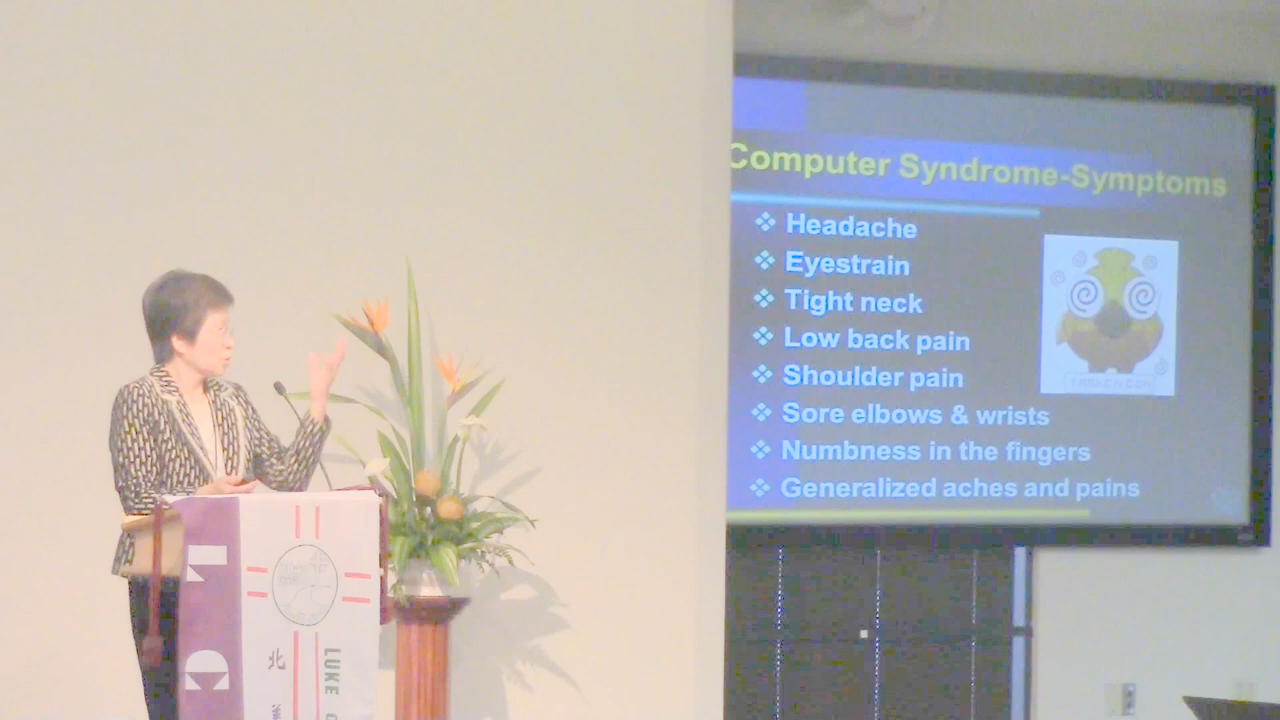 Computer Syndrome-Symptoms
Headache
Eyestrain
Tight neck
Low back pain
Shoulder pain
Sore elbows & wrists
Numbness in the fingers
Generalized aches and pains
L
C
北
LUKE